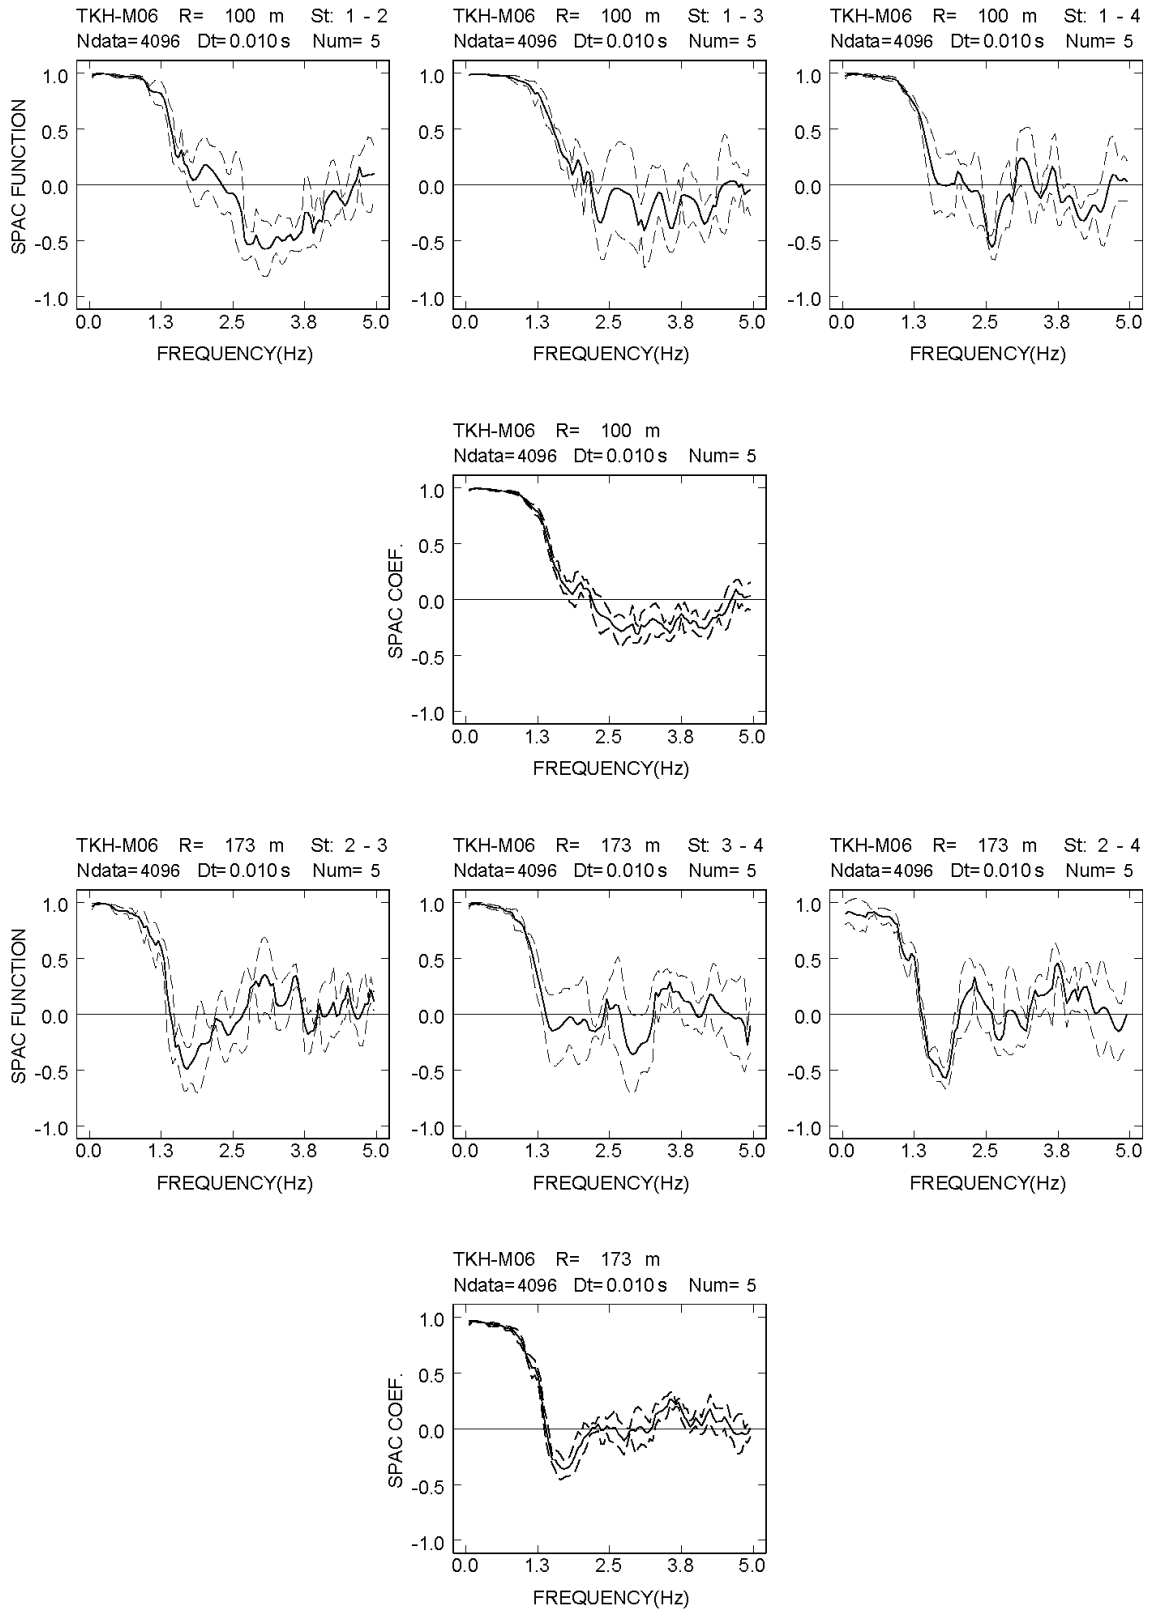 TKH-M06 R= 100 m St: 1 - 2
Ndata=4096 Dt=0.010 s Num= 5
SPAC FUNCTION
1.0
0.5
0.0
-0.5
-1.0
0.0 1.3 2.5 3.8 5.0
FREQUENCY(Hz)
TKH-M06 R= 100 m St: 1 - 3
Ndata=4096 Dt=0.010 s Num= 5
1.0
0.5
0.0
-0.5
-1.0
0.0 1.3 2.5 3.8 5.0
FREQUENCY(Hz)
TKH-M06 R= 100 m St: 1 - 4
Ndata=4096 Dt=0.010 s Num= 5
1.0
0.5
0.0
-0.5
-1.0
0.0 1.3 2.5 3.8 5.0
FREQUENCY(Hz)
TKH-M06 R= 100 m
Ndata=4096 Dt=0.010 s Num= 5
SPAC COEF.
1.0
0.5
0.0
-0.5
-1.0
0.0 1.3 2.5 3.8 5.0
FREQUENCY(Hz)
TKH-M06 R= 173 m St: 2 - 3
Ndata=4096 Dt=0.010 s Num= 5
SPAC FUNCTION
1.0
0.5
0.0
-0.5
-1.0
0.0 1.3 2.5 3.8 5.0
FREQUENCY(Hz)
TKH-M06 R= 173 m St: 3 - 4
Ndata=4096 Dt=0.010 s Num= 5
1.0
0.5
0.0
-0.5
-1.0
0.0 1.3 2.5 3.8 5.0
FREQUENCY(Hz)
TKH-M06 R= 173 m St: 2 - 4
Ndata=4096 Dt=0.010 s Num= 5
1.0
0.5
0.0
-0.5
-1.0
0.0 1.3 2.5 3.8 5.0
FREQUENCY(Hz)
TKH-M06 R= 173 m
Ndata=4096 Dt=0.010 s Num= 5
SPAC COEF.
1.0
0.5
0.0
-0.5
-1.0
0.0 1.3 2.5 3.8 5.0
FREQUENCY(Hz)